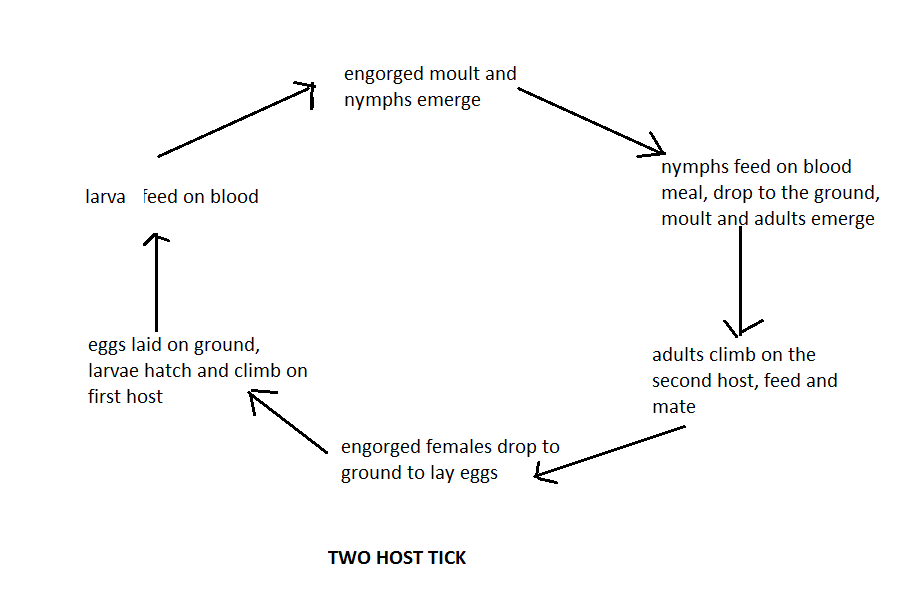 engorged moult and
nymphs emerge
nymphs feed on blood
meal, drop to the ground,
moult and adults emerge
adults climb on the
second host, feed and
mate
engorged females drop to
ground to lay eggs
eggs laid on ground,
larvae hatch and climb on
first host
larva feed on blood
TWO HOST TICK